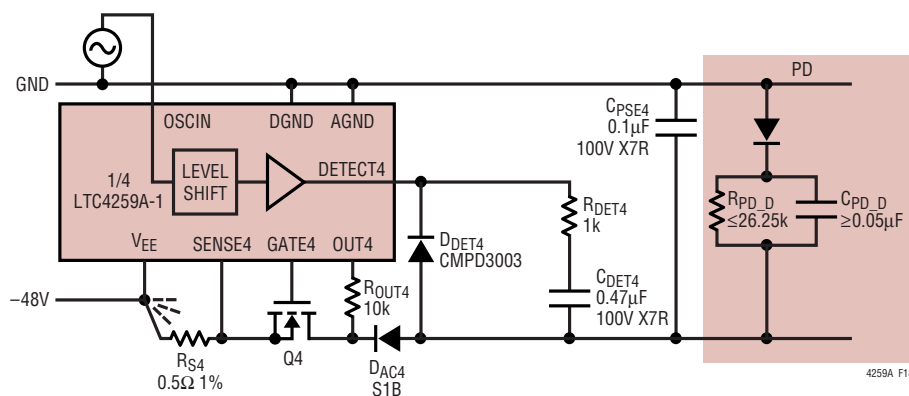 GND
PD
OSCIN
DGND
AGND
1/4
LTC4259A-1
LEVEL
SHIFT
DETECT4
VEE
SENSE4
GATE4
OUT4
CPSE4
0.1µF
100V X7R
RPD_D
≤26.25k
CPD_D
≥0.05µF
RDET4
1k
DDET4
CMPD3003
CDET4
0.47µF
100V X7R
ROUT4
10k
–48V
RS4
0.5Ω 1%
Q4
DAC4
S1B